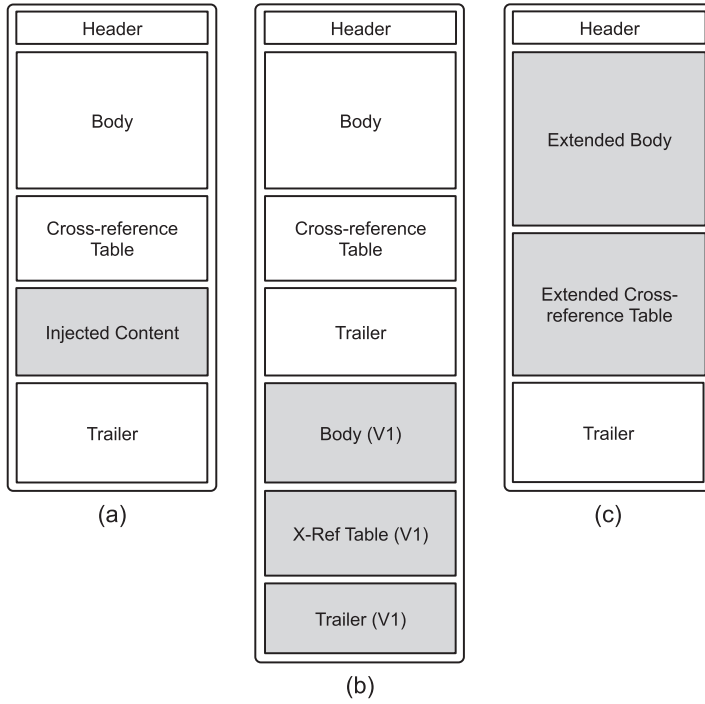 Header
Body
Cross-reference
Table
Injected Content
Trailer
(a)
Header
Body
Cross-reference
Table
Trailer
Body (V1)
X-Ref Table (V1)
Trailer (V1)
(b)
Header
Extended Body
Extended Cross-
reference Table
Trailer
(c)